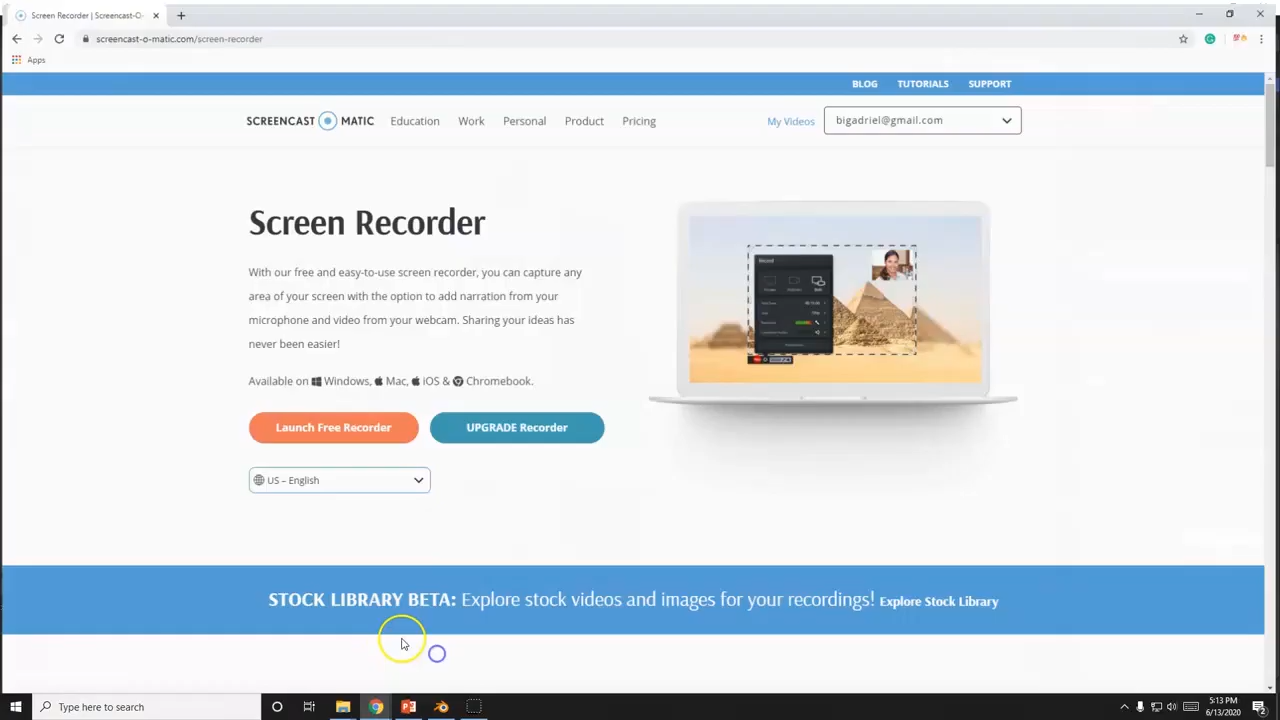 Screen Recorder | Screencast-O-
screencast-o-matic.com/screen-recorder
Apps
BLOG TUTORIALS SUPPORT
SCREENCAST MATIC Education Work Personal Product Pricing My Videos bigadriel@gmail.com
Screen Recorder
With our free and easy-to-use screen recorder, you can capture any
area of your screen with the option to add narration from your
microphone and video from your webcam. Sharing your ideas has
never been easier!
Available on Windows, Mac, iOS & Chromebook.
Launch Free Recorder UPGRADE Recorder
US – English
Record
STOCK LIBRARY BETA: Explore stock videos and images for your recordings! Explore Stock Library
Type here to search
5:13 PM
6/13/2020
2